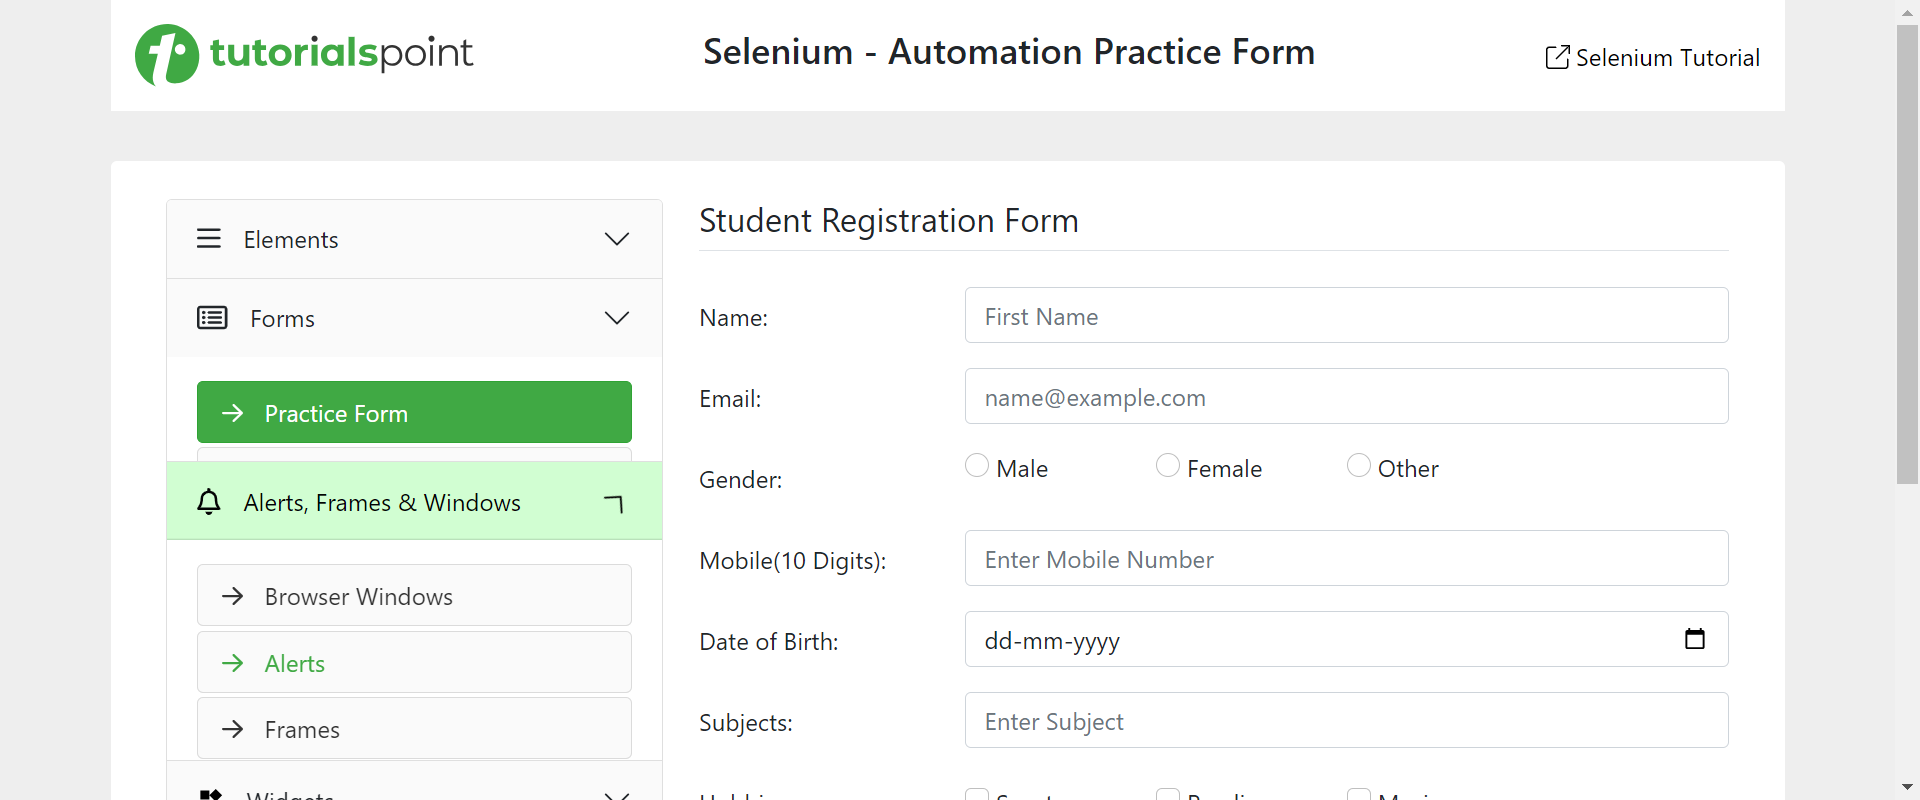 tutorialspoint
Selenium - Automation Practice Form
Selenium Tutorial
Elements
Forms
Practice Form
Alerts, Frames & Windows
Browser Windows
Alerts
Frames
Widgets
Student Registration Form
Name:
First Name
Email:
name@example.com
Gender:
Male Female Other
Mobile(10 Digits):
Enter Mobile Number
Date of Birth:
dd-mm-yyyy
Subjects:
Enter Subject